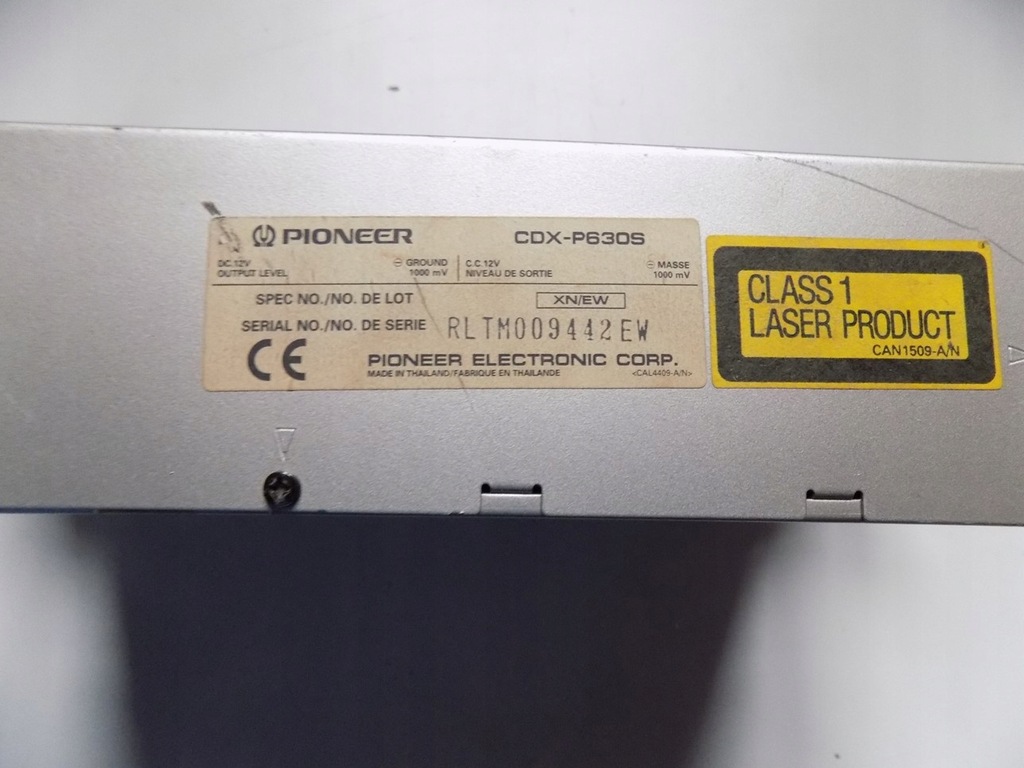 PIONEER CDX-P630S
DC.12V ⊖ GROUND C.C.12V ⊖ MASSE
OUTPUT LEVEL 1000 mV NIVEAU DE SORTIE 1000 mV
SPEC NO./NO. DE LOT XN/EW
SERIAL NO./NO. DE SERIE RLTM009442EW
CE PIONEER ELECTRONIC CORP.
MADE IN THAILAND/FABRIQUE EN THAILANDE <CAL4409-A/N>
CLASS 1
LASER PRODUCT
CAN1509-A/N